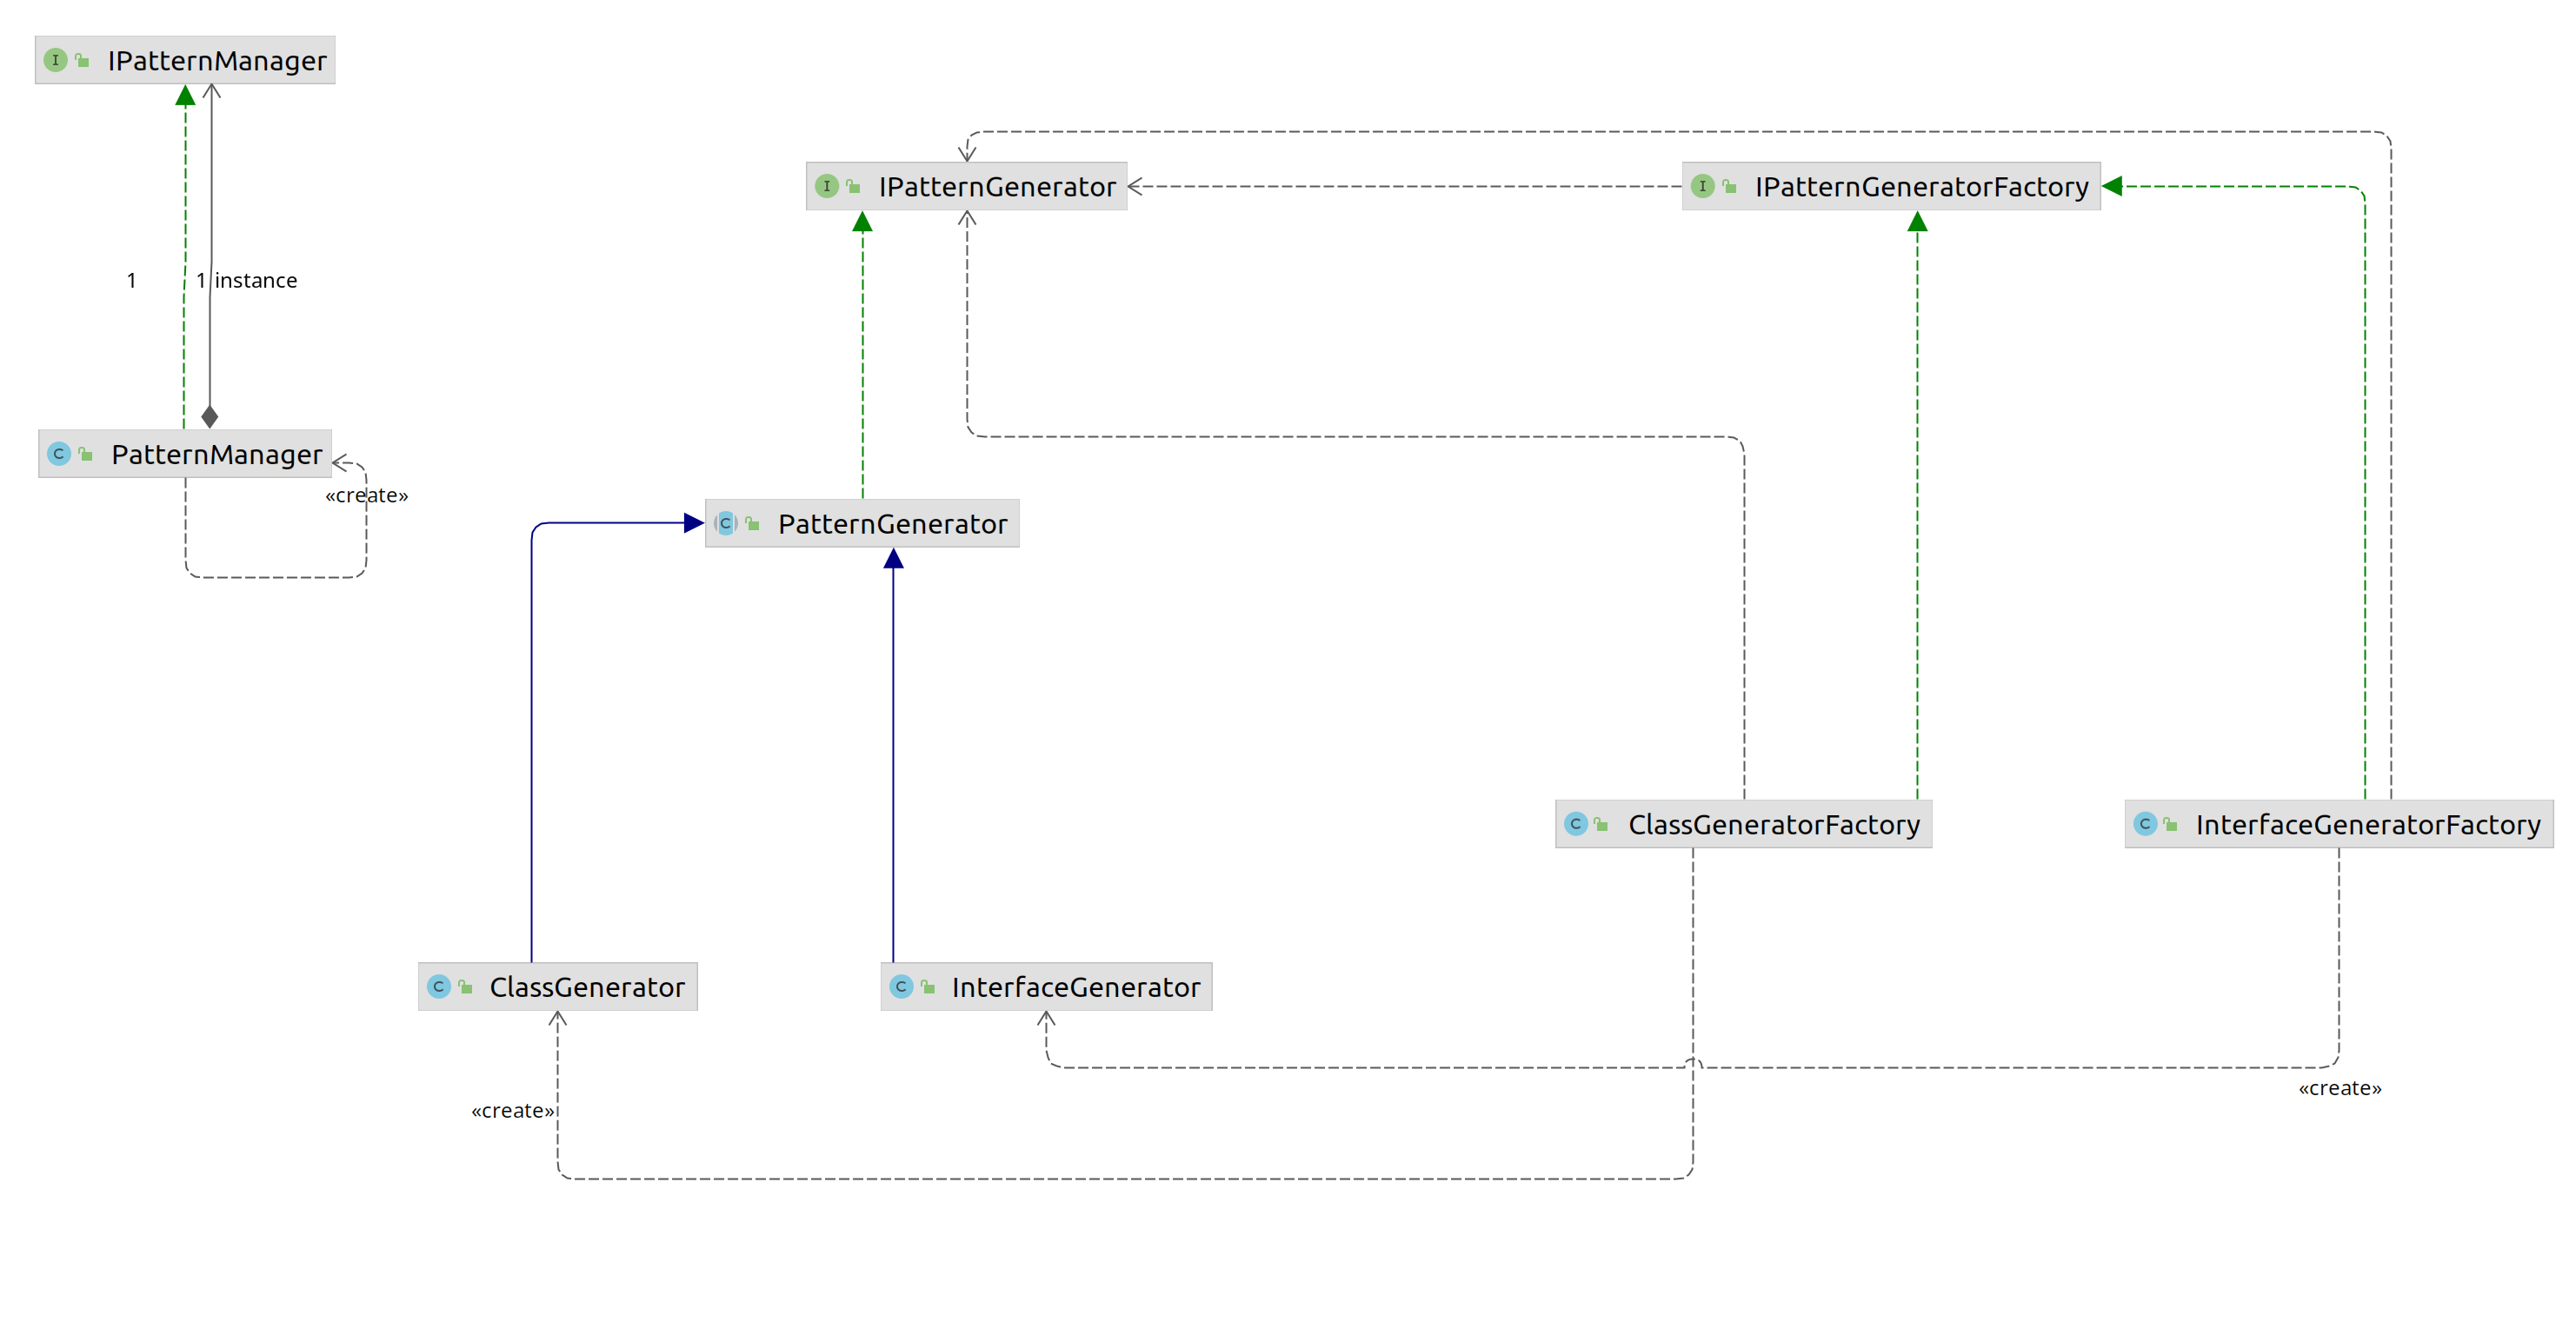 I IPatternManager
I IPatternGenerator
I IPatternGeneratorFactory
1
1 instance
C PatternManager
«create»
C PatternGenerator
C ClassGeneratorFactory
C InterfaceGeneratorFactory
C ClassGenerator
C InterfaceGenerator
«create»
«create»